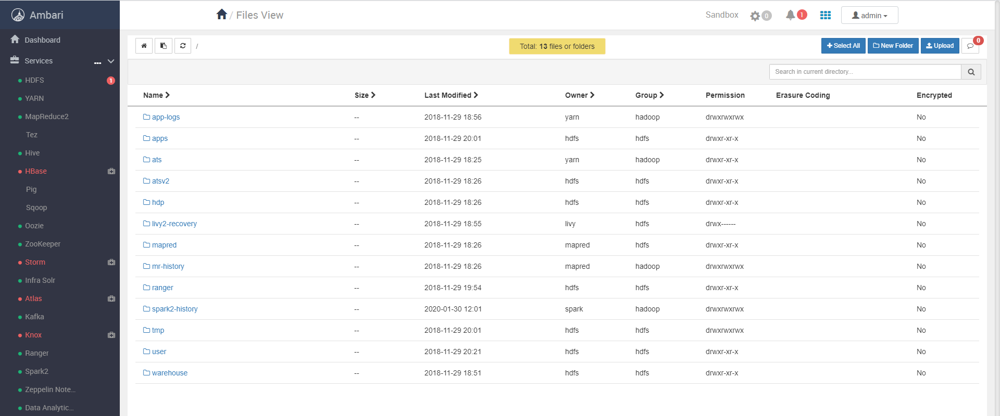 Ambari
Dashboard
Services ...
HDFS 1
YARN
MapReduce2
Tez
Hive
HBase
Pig
Sqoop
Oozie
ZooKeeper
Storm
Infra Solr
Atlas
Kafka
Knox
Ranger
Spark2
Zeppelin Note...
Data Analytic...
/ Files View
Sandbox 0 1 admin
/ Total: 13 files or folders Select All New Folder Upload 0
Search in current directory...
Name Size Last Modified Owner Group Permission Erasure Coding Encrypted
app-logs -- 2018-11-29 18:56 yarn hadoop drwxrwxrwx No
apps -- 2018-11-29 20:01 hdfs hdfs drwxr-xr-x No
ats -- 2018-11-29 18:25 yarn hadoop drwxr-xr-x No
atsv2 -- 2018-11-29 18:26 hdfs hdfs drwxr-xr-x No
hdp -- 2018-11-29 18:26 hdfs hdfs drwxr-xr-x No
livy2-recovery -- 2018-11-29 18:55 livy hdfs drwx------ No
mapred -- 2018-11-29 18:26 mapred hdfs drwxr-xr-x No
mr-history -- 2018-11-29 18:26 mapred hadoop drwxrwxrwx No
ranger -- 2018-11-29 19:54 hdfs hdfs drwxr-xr-x No
spark2-history -- 2020-01-30 12:01 spark hadoop drwxrwxrwx No
tmp -- 2018-11-29 20:01 hdfs hdfs drwxrwxrwx No
user -- 2018-11-29 20:21 hdfs hdfs drwxr-xr-x No
warehouse -- 2018-11-29 18:51 hdfs hdfs drwxr-xr-x No